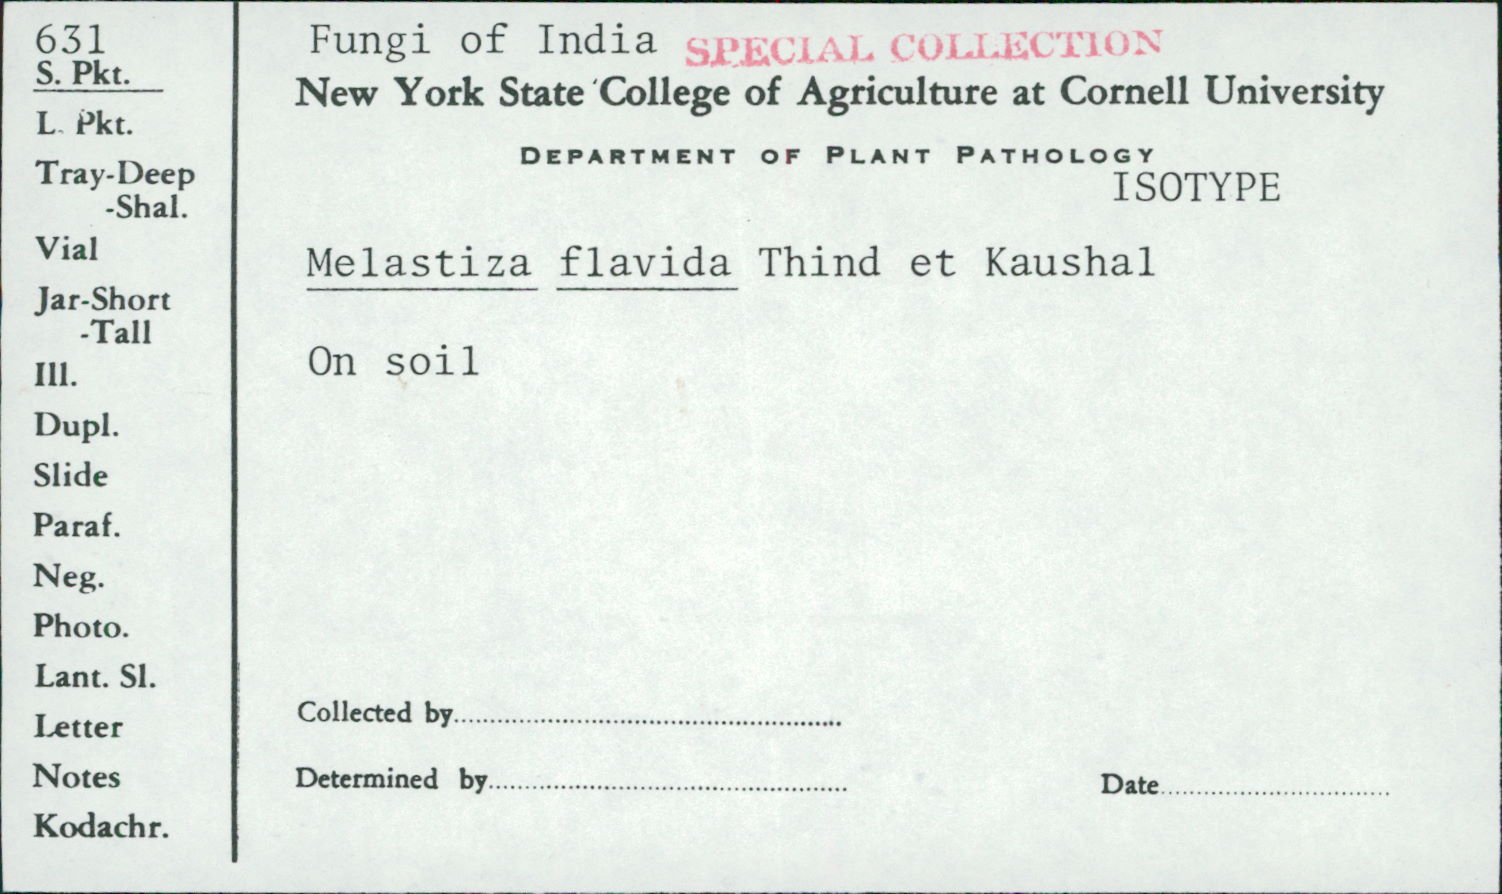 631
S. Pkt.
L. Pkt.
Tray-Deep
-Shal.
Vial
Jar-Short
-Tall
Ill.
Dupl.
Slide
Paraf.
Neg.
Photo.
Lant. Sl.
Letter
Notes
Kodachr.
Fungi of India SPECIAL COLLECTION
New York State College of Agriculture at Cornell University
DEPARTMENT OF PLANT PATHOLOGY
ISOTYPE
Melastiza flavida Thind et Kaushal
On soil
Collected by
Determined by
Date